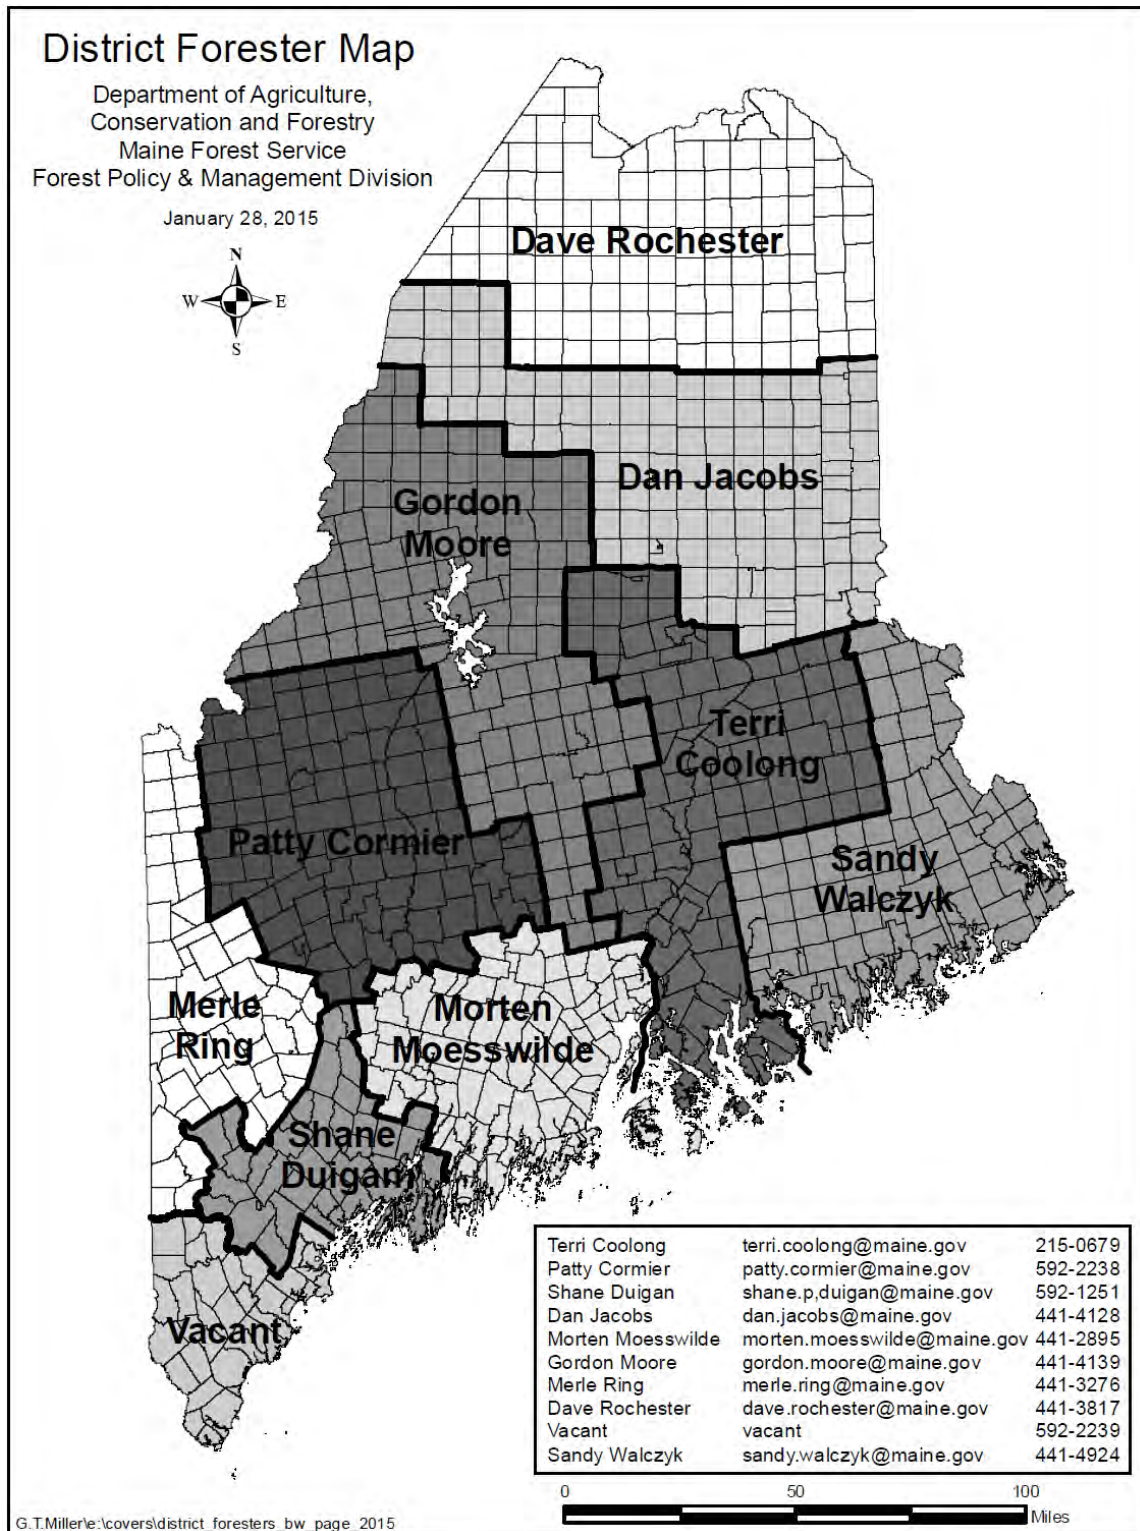 District Forester Map
Department of Agriculture,
Conservation and Forestry
Maine Forest Service
Forest Policy & Management Division
January 28, 2015
N
W E
S
Dave Rochester
Dan Jacobs
Gordon
Moore
Terri
Coolong
Patty Cormier
Sandy
Walczyk
Merle
Ring
Morten
Moesswilde
Shane
Duigan
Vacant
Terri Coolong terri.coolong@maine.gov 215-0679
Patty Cormier patty.cormier@maine.gov 592-2238
Shane Duigan shane.p,duigan@maine.gov 592-1251
Dan Jacobs dan.jacobs@maine.gov 441-4128
Morten Moesswilde morten.moesswilde@maine.gov 441-2895
Gordon Moore gordon.moore@maine.gov 441-4139
Merle Ring merle.ring@maine.gov 441-3276
Dave Rochester dave.rochester@maine.gov 441-3817
Vacant vacant 592-2239
Sandy Walczyk sandy.walczyk@maine.gov 441-4924
0 50 100
Miles
G.T.Miller\e:\covers\district_foresters_bw_page_2015